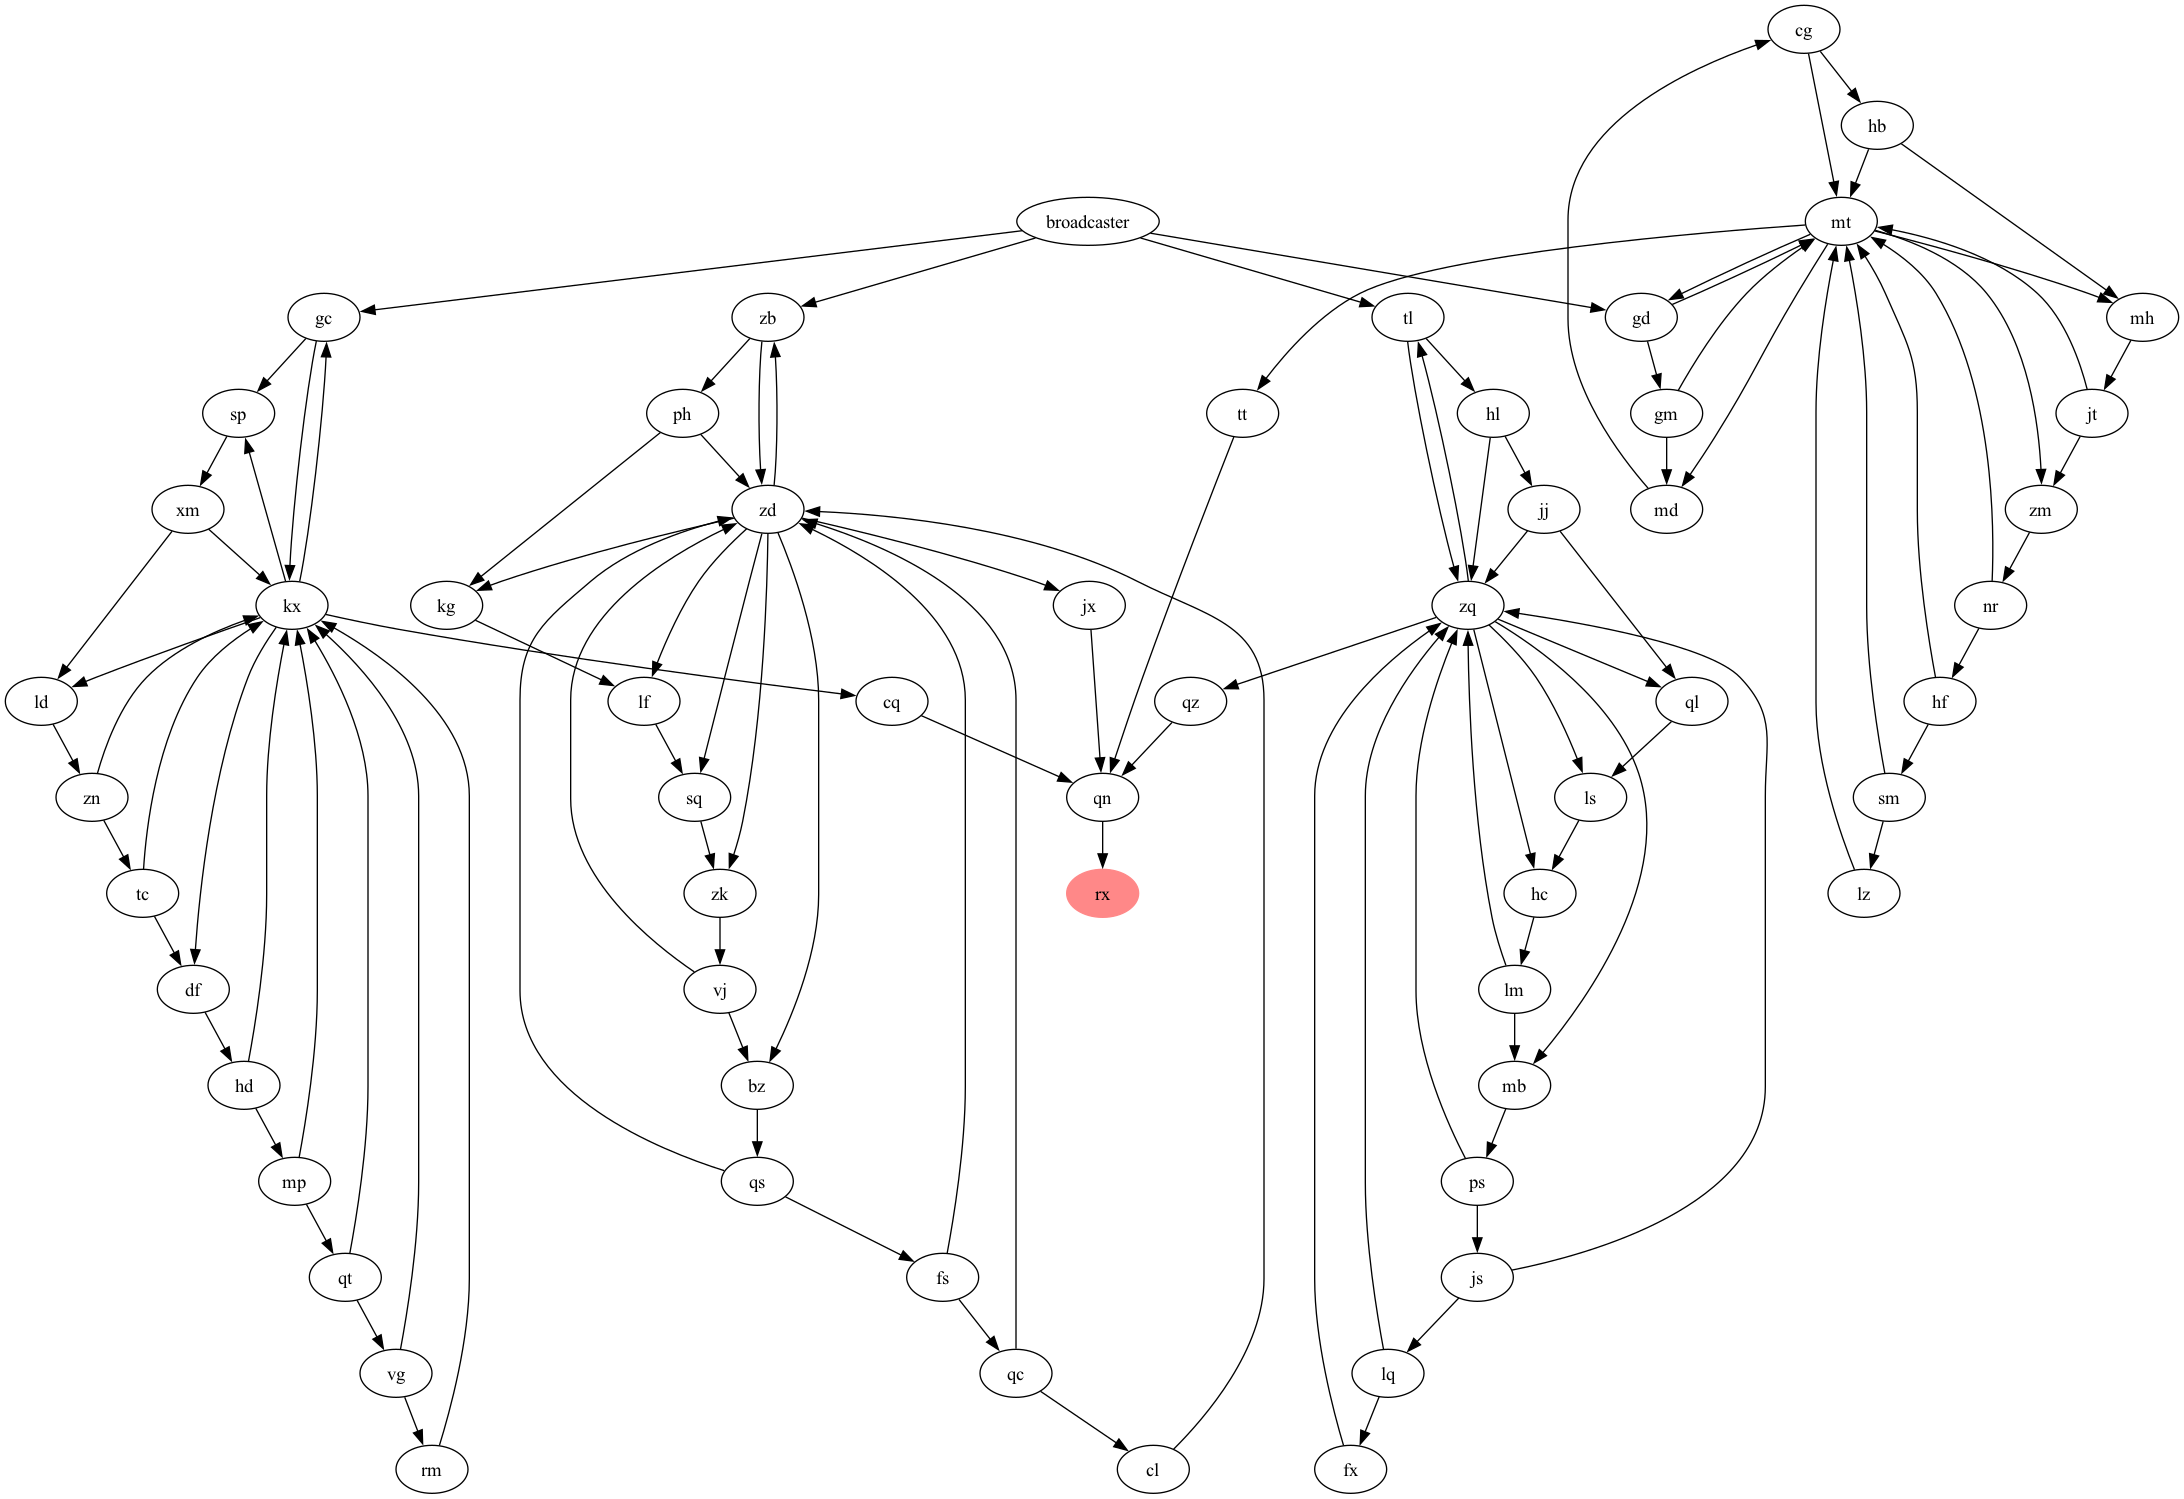 cg
hb
broadcaster
mt
gc
zb
tl
gd
mh
sp
ph
tt
hl
gm
jt
xm
zd
jj
md
zm
kx
kg
jx
zq
nr
ld
lf
cq
qz
ql
hf
zn
sq
qn
ls
sm
tc
zk
rx
hc
lz
df
vj
lm
hd
bz
mb
mp
qs
ps
qt
fs
js
vg
qc
lq
rm
cl
fx